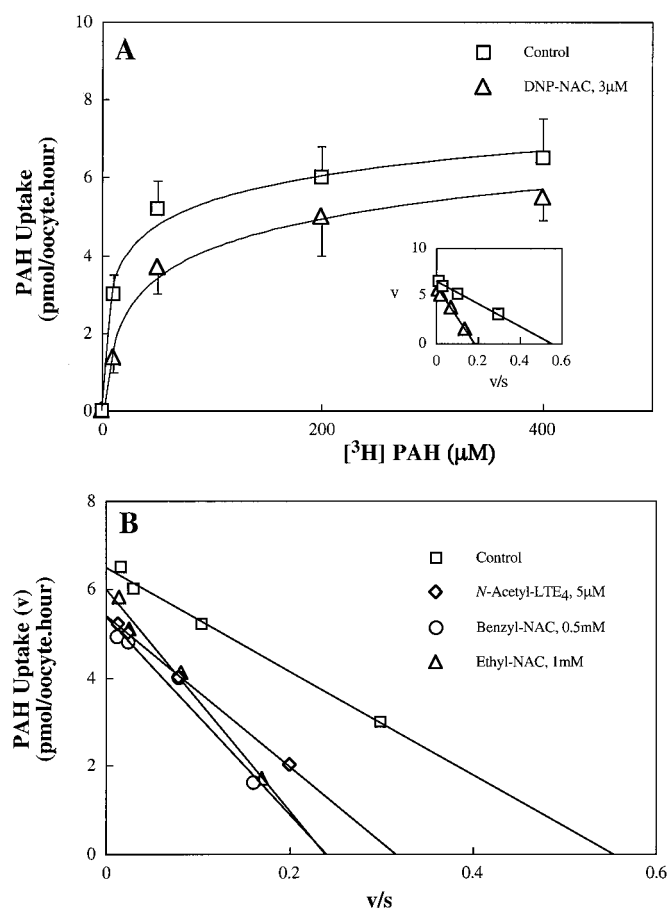 A
10
8
6
4
2
0
PAH Uptake
(pmol/oocyte.hour)
Control
DNP-NAC, 3μM
10
5
0
v
0
0.2
0.4
0.6
v/s
0
200
400
[³H] PAH (μM)
B
8
6
4
2
0
PAH Uptake (v)
(pmol/oocyte.hour)
Control
N-Acetyl-LTE₄, 5μM
Benzyl-NAC, 0.5mM
Ethyl-NAC, 1mM
0
0.2
0.4
0.6
v/s